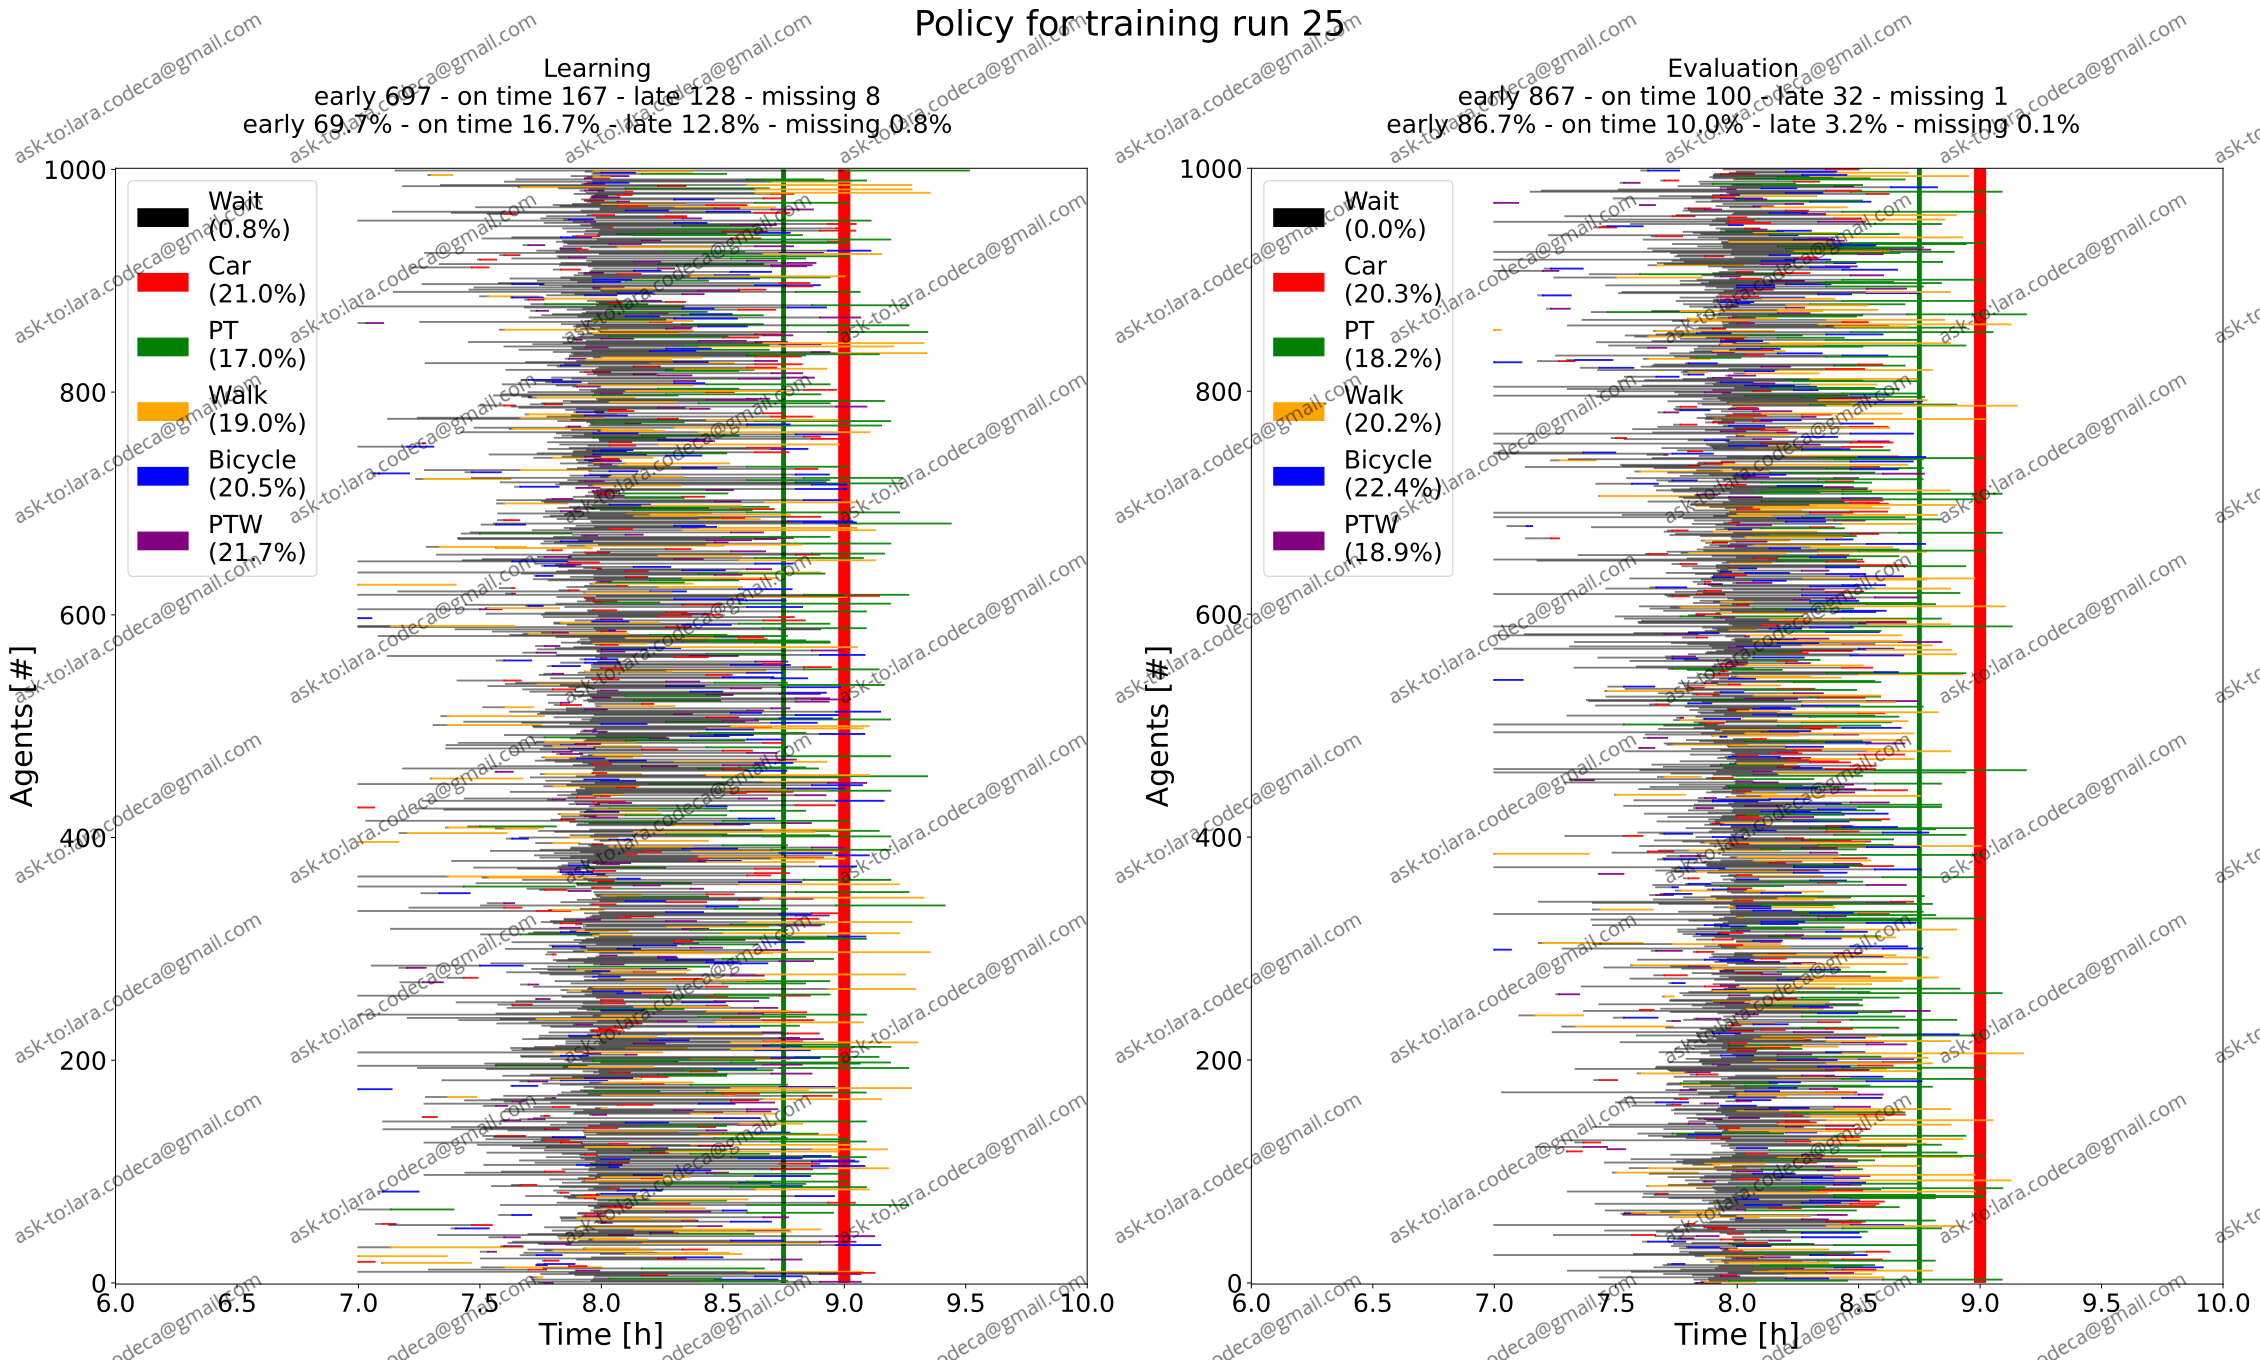 Policy for training run 25
Learning
early 697 - on time 167 - late 128 - missing 8
early 69.7% - on time 16.7% - late 12.8% - missing 0.8%
Agents [#]
1000
800
600
400
200
0
Wait
(0.8%)
Car
(21.0%)
PT
(17.0%)
Walk
(19.0%)
Bicycle
(20.5%)
PTW
(21.7%)
6.0 6.5 7.0 7.5 8.0 8.5 9.0 9.5 10.0
Time [h]
Evaluation
early 867 - on time 100 - late 32 - missing 1
early 86.7% - on time 10.0% - late 3.2% - missing 0.1%
Agents [#]
1000
800
600
400
200
0
Wait
(0.0%)
Car
(20.3%)
PT
(18.2%)
Walk
(20.2%)
Bicycle
(22.4%)
PTW
(18.9%)
6.0 6.5 7.0 7.5 8.0 8.5 9.0 9.5 10.0
Time [h]
ask-to:lara.codeca@gmail.com